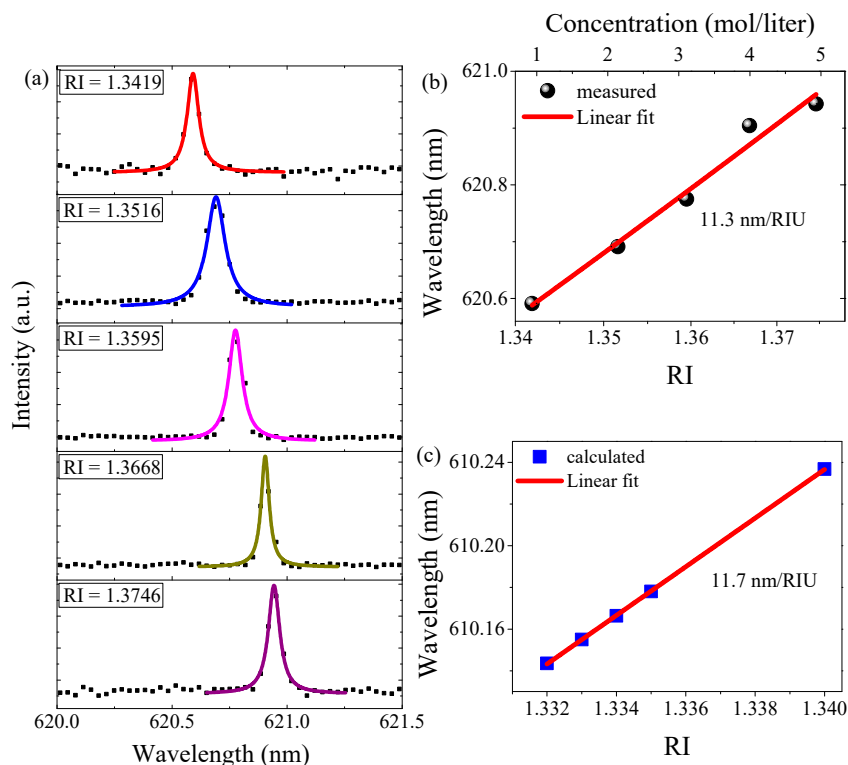 (a)
RI = 1.3419
RI = 1.3516
RI = 1.3595
RI = 1.3668
RI = 1.3746
Intensity (a.u.)
620.0 620.5 621.0 621.5
Wavelength (nm)
Concentration (mol/liter)
1 2 3 4 5
(b)
621.0
620.8
620.6
Wavelength (nm)
measured
Linear fit
11.3 nm/RIU
1.34 1.35 1.36 1.37
RI
(c)
610.24
610.20
610.16
Wavelength (nm)
calculated
Linear fit
11.7 nm/RIU
1.332 1.334 1.336 1.338 1.340
RI